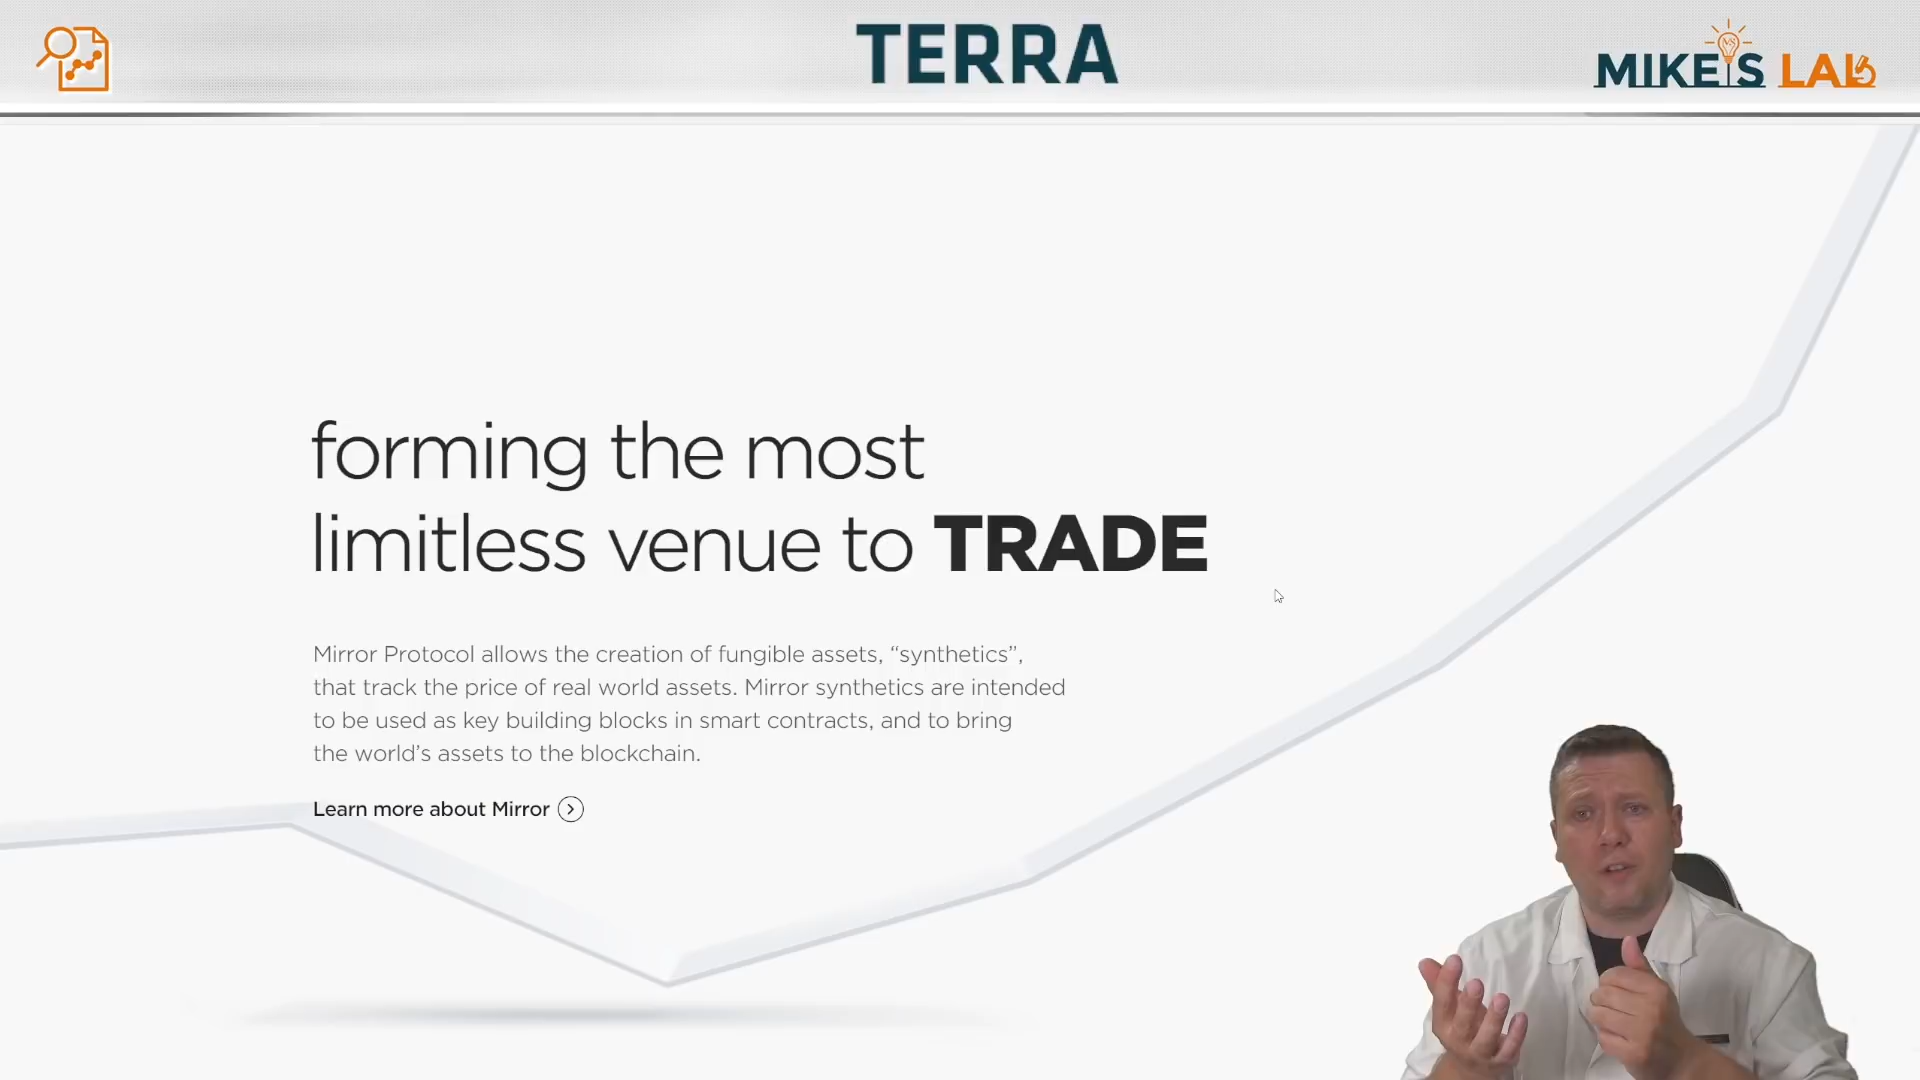 TERRA
MIKE'S LAB
forming the most
limitless venue to TRADE
Mirror Protocol allows the creation of fungible assets, “synthetics”,
that track the price of real world assets. Mirror synthetics are intended
to be used as key building blocks in smart contracts, and to bring
the world’s assets to the blockchain.
Learn more about Mirror